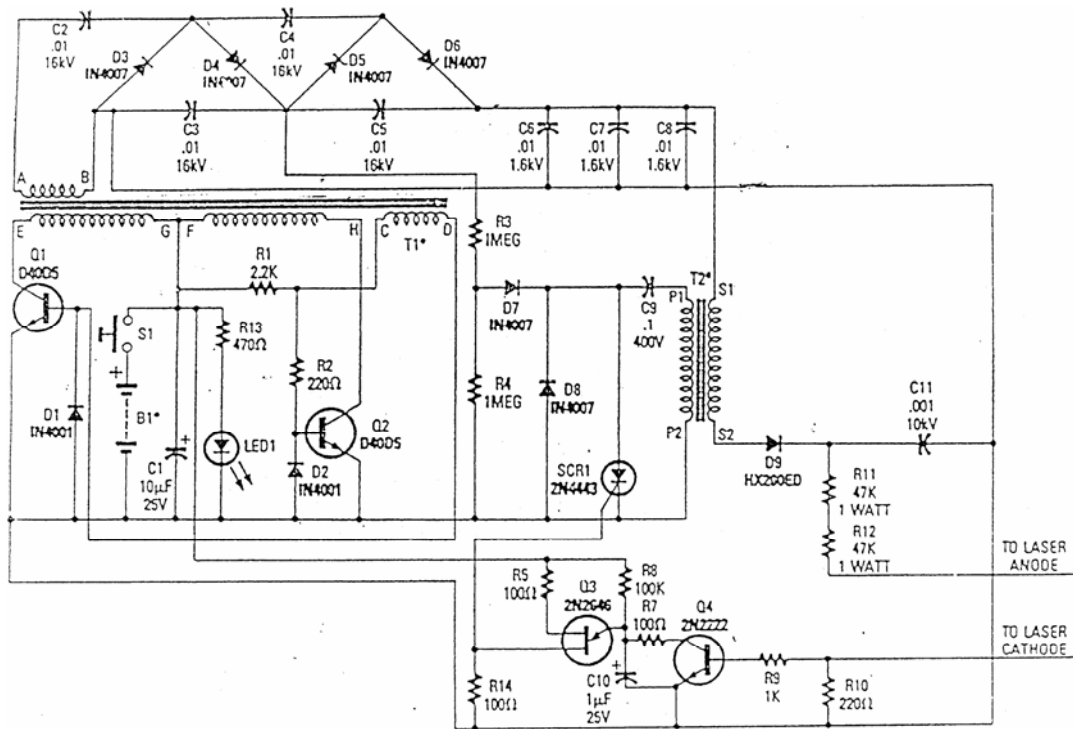 C2
.01
16kV
D3
IN4007
D4
C4
.01
16kV
D5
IN4007
D6
IN4007
C3
.01
16kV
C5
.01
16kV
C6
.01
1.6kV
C7
.01
1.6kV
C8
.01
1.6kV
A
B
E
G
F
H
C
D
T1*
Q1
D40D5
R1
2.2K
R3
1MEG
D7
IN4007
C9
.1
400V
T2*
P1
S1
P2
S2
S1
+
B1*
R13
470Ω
R2
220Ω
R4
1MEG
D8
IN4007
D1
IN4001
C1
10µF
25V
+
LED1
Q2
D40D5
D2
IN4001
SCR1
2N4443
D9
HX200ED
C11
.001
10kV
R11
47K
1 WATT
R12
47K
1 WATT
TO LASER
ANODE
R5
100Ω
Q3
2N2646
R8
100K
R7
100Ω
Q4
2N2222
TO LASER
CATHODE
R14
100Ω
+
C10
1µF
25V
R9
1K
R10
220Ω